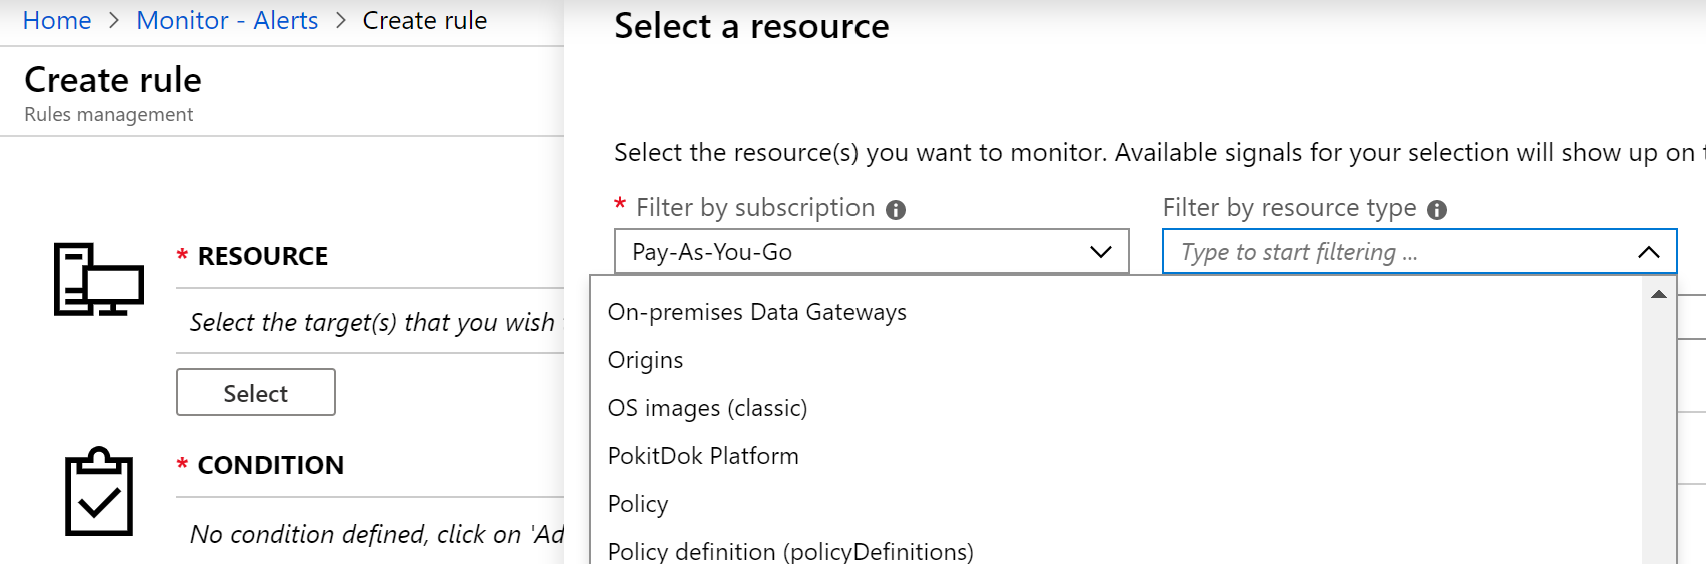 Home > Monitor - Alerts > Create rule
Create rule
Rules management
* RESOURCE
Select the target(s) that you wish
Select
* CONDITION
No condition defined, click on 'Ad
Select a resource
Select the resource(s) you want to monitor. Available signals for your selection will show up on
* Filter by subscription
Pay-As-You-Go
Filter by resource type
Type to start filtering ...
On-premises Data Gateways
Origins
OS images (classic)
PokitDok Platform
Policy
Policy definition (policyDefinitions)